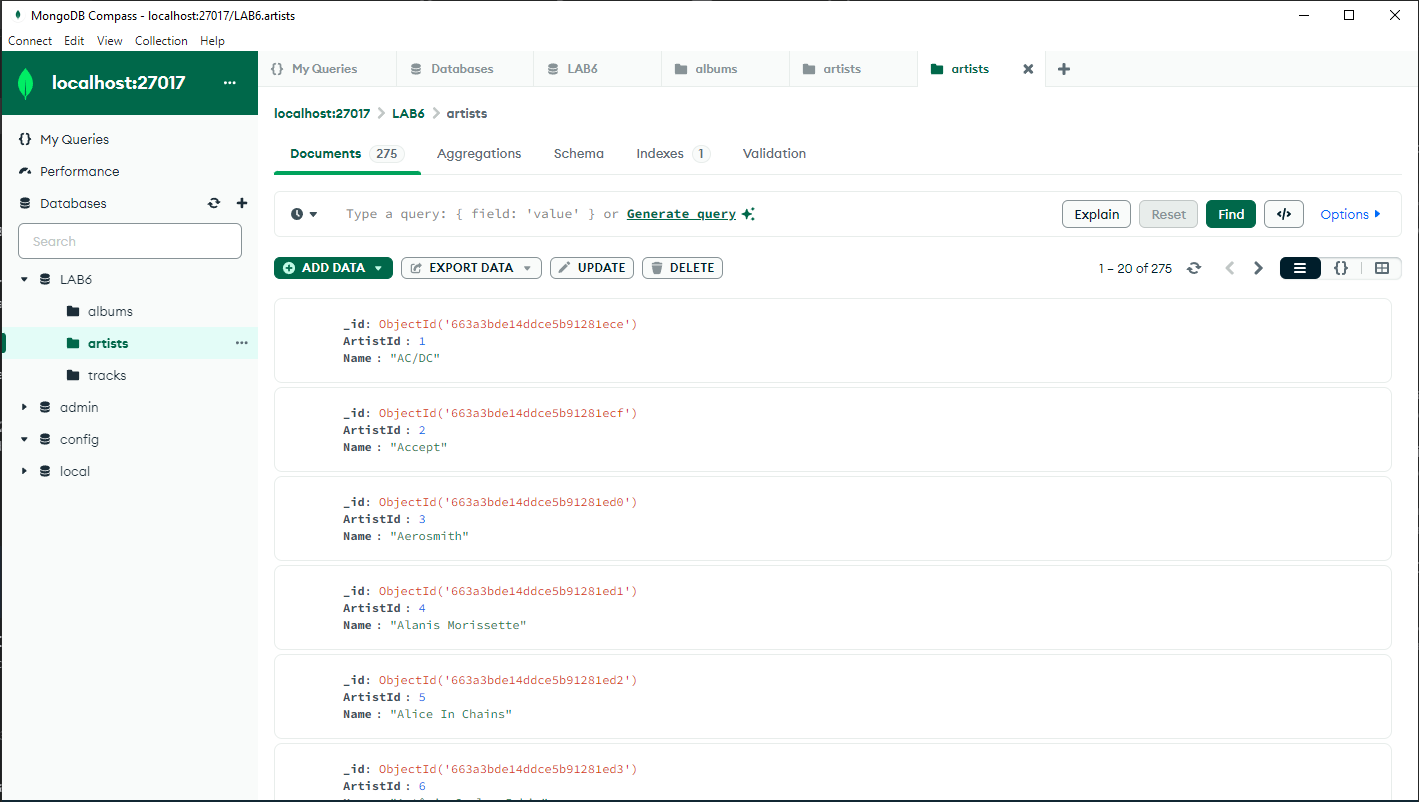 MongoDB Compass - localhost:27017/LAB6.artists
Connect Edit View Collection Help
localhost:27017 ...
{} My Queries
Performance
Databases
Search
LAB6
albums
artists ...
tracks
admin
config
local
{} My Queries Databases LAB6 albums artists artists
localhost:27017 > LAB6 > artists
Documents 275 Aggregations Schema Indexes 1 Validation
Type a query: { field: 'value' } or Generate query
Explain Reset Find </> Options
ADD DATA EXPORT DATA UPDATE DELETE 1 – 20 of 275 {}
_id: ObjectId('663a3bde14ddce5b91281ece')
ArtistId : 1
Name : "AC/DC"
_id: ObjectId('663a3bde14ddce5b91281ecf')
ArtistId : 2
Name : "Accept"
_id: ObjectId('663a3bde14ddce5b91281ed0')
ArtistId : 3
Name : "Aerosmith"
_id: ObjectId('663a3bde14ddce5b91281ed1')
ArtistId : 4
Name : "Alanis Morissette"
_id: ObjectId('663a3bde14ddce5b91281ed2')
ArtistId : 5
Name : "Alice In Chains"
_id: ObjectId('663a3bde14ddce5b91281ed3')
ArtistId : 6